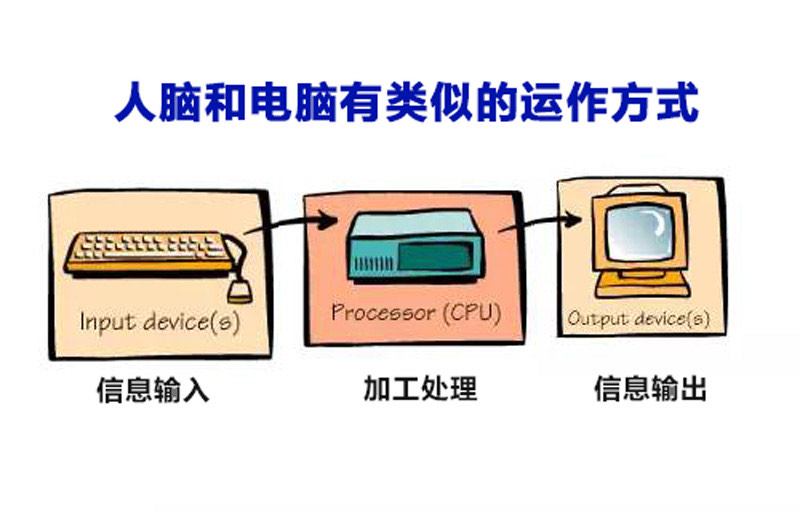 人脑和电脑有类似的运作方式
Input device(s)
Processor (CPU)
Output device(s)
信息输入
加工处理
信息输出